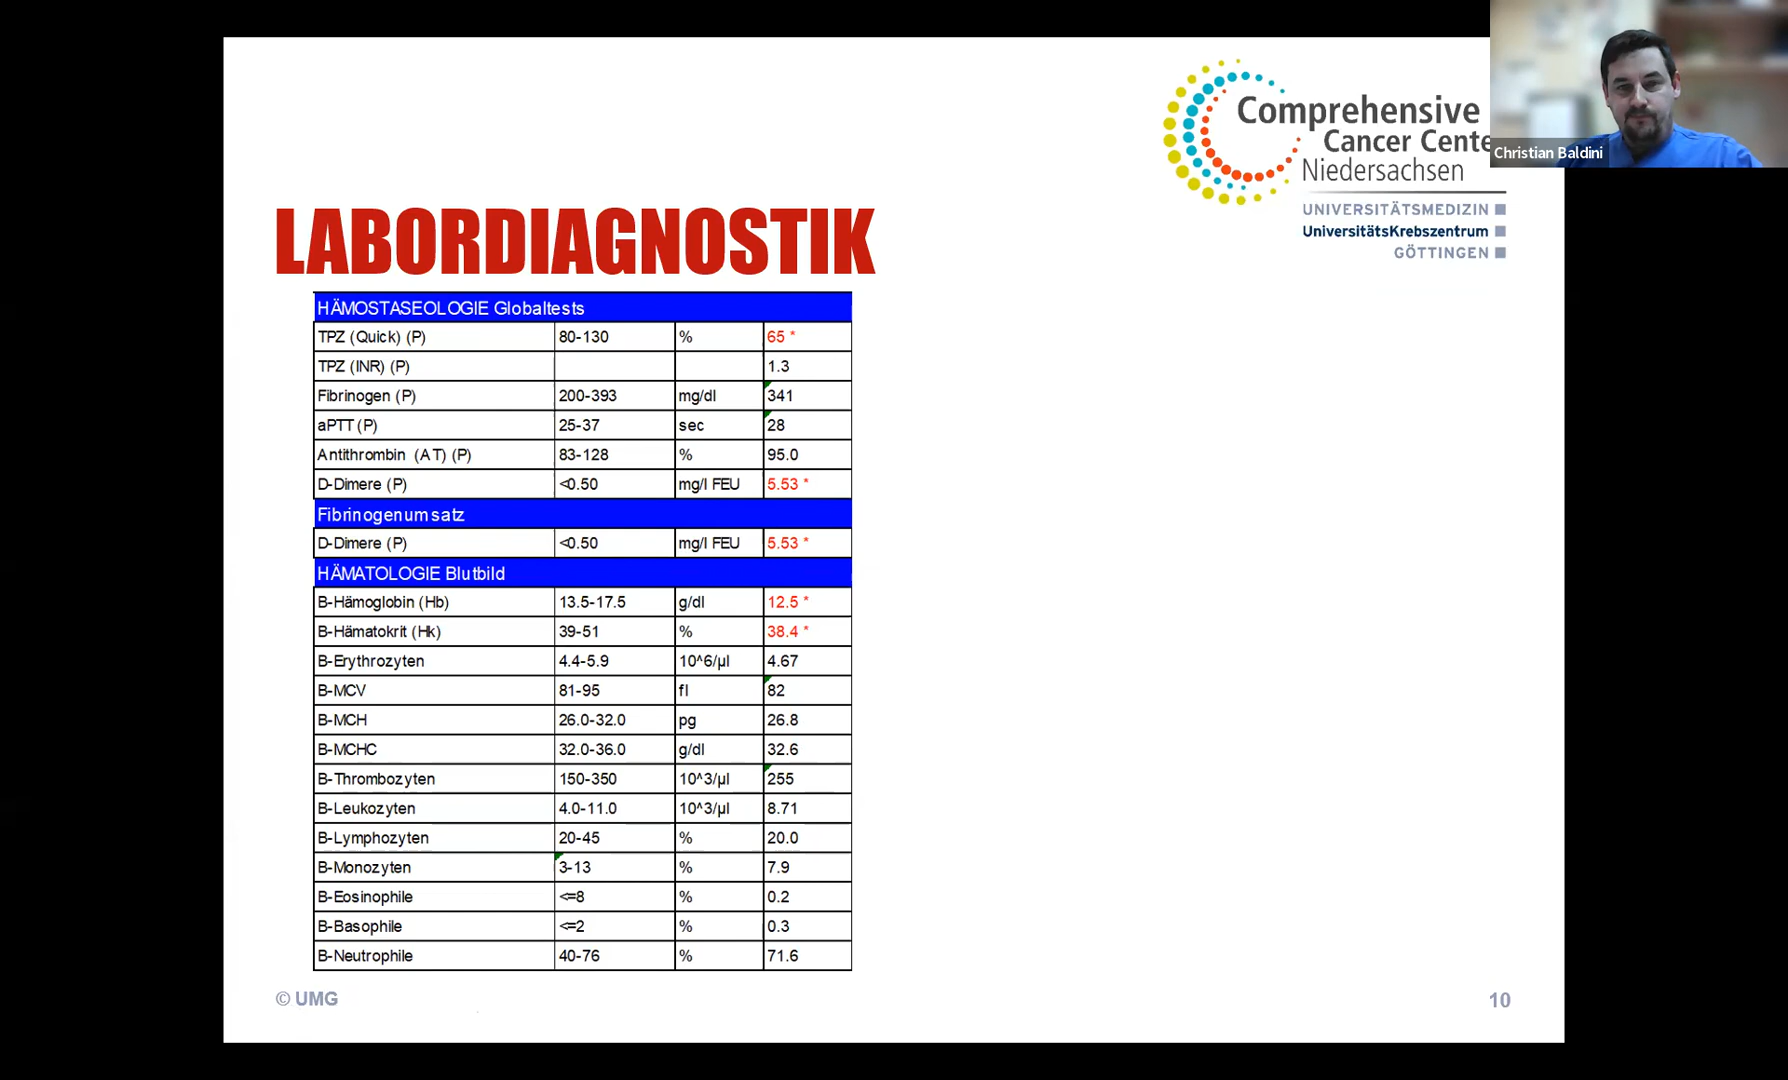 Comprehensive
Cancer Cente
Niedersachsen
Christian Baldini
UNIVERSITÄTSMEDIZIN
UniversitätsKrebszentrum
GÖTTINGEN
LABORDIAGNOSTIK
HÄMOSTASEOLOGIE Globaltests
TPZ (Quick) (P) 80-130 % 65 *
TPZ (INR) (P) 1.3
Fibrinogen (P) 200-393 mg/dl 341
aPTT (P) 25-37 sec 28
Antithrombin (AT) (P) 83-128 % 95.0
D-Dimere (P) <0.50 mg/l FEU 5.53 *
Fibrinogenumsatz
D-Dimere (P) <0.50 mg/l FEU 5.53 *
HÄMATOLOGIE Blutbild
B-Hämoglobin (Hb) 13.5-17.5 g/dl 12.5 *
B-Hämatokrit (Hk) 39-51 % 38.4 *
B-Erythrozyten 4.4-5.9 10^6/µl 4.67
B-MCV 81-95 fl 82
B-MCH 26.0-32.0 pg 26.8
B-MCHC 32.0-36.0 g/dl 32.6
B-Thrombozyten 150-350 10^3/µl 255
B-Leukozyten 4.0-11.0 10^3/µl 8.71
B-Lymphozyten 20-45 % 20.0
B-Monozyten 3-13 % 7.9
B-Eosinophile <=8 % 0.2
B-Basophile <=2 % 0.3
B-Neutrophile 40-76 % 71.6
© UMG
10